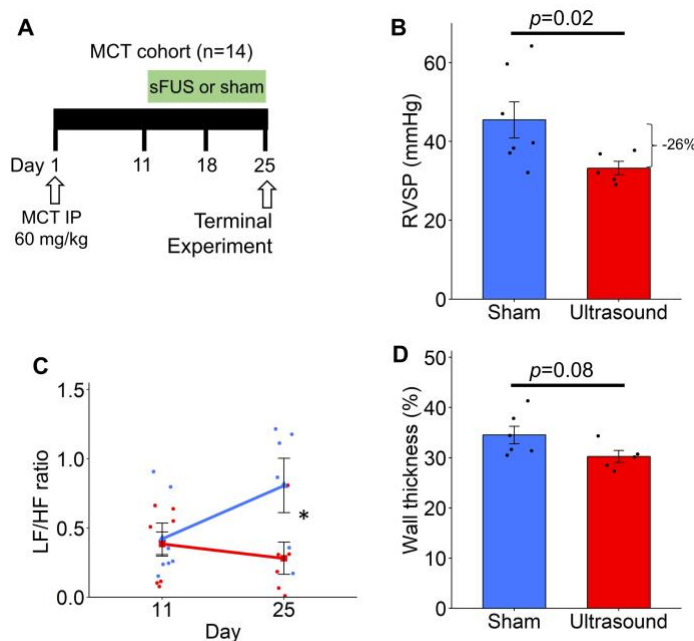 A
MCT cohort (n=14)
sFUS or sham
Day 1 11 18 25
MCT IP
60 mg/kg
Terminal
Experiment
B
p=0.02
RVSP (mmHg)
60
40
20
0
-26%
Sham Ultrasound
C
LF/HF ratio
1.5
1.0
0.5
0.0
*
11 25
Day
D
p=0.08
Wall thickness (%)
50
40
30
20
10
0
Sham Ultrasound